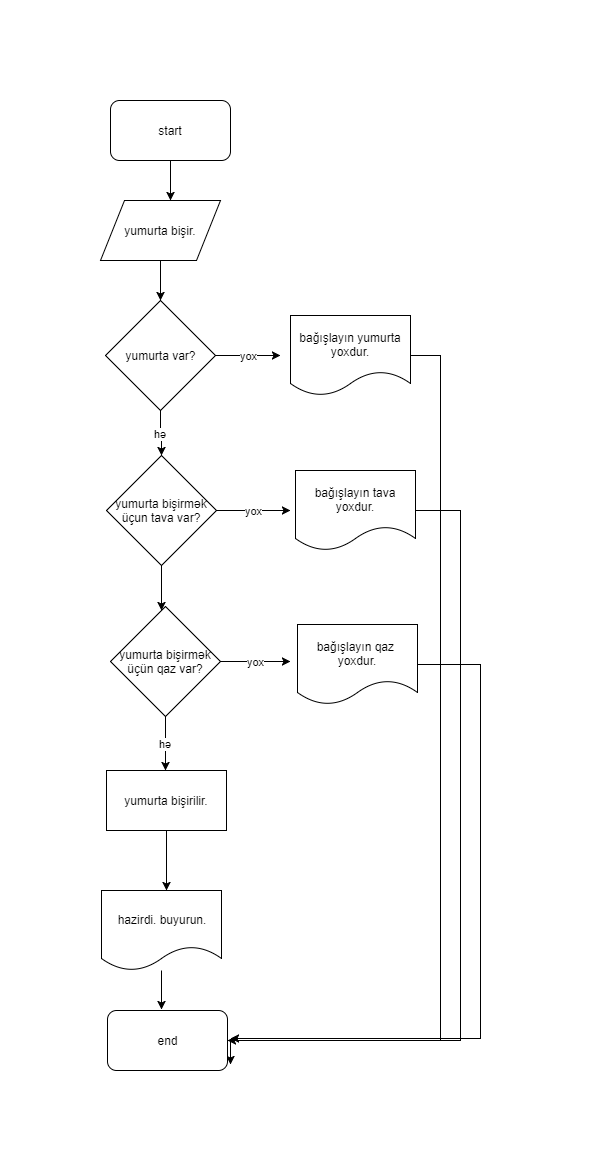 start
yumurta bişir.
yumurta var?
yox
bağışlayın yumurta
yoxdur.
hə
yumurta bişirmək
üçun tava var?
yox
bağışlayın tava
yoxdur.
yumurta bişirmək
üçün qaz var?
yox
bağışlayın qaz
yoxdur.
hə
yumurta bişirilir.
hazirdi. buyurun.
end